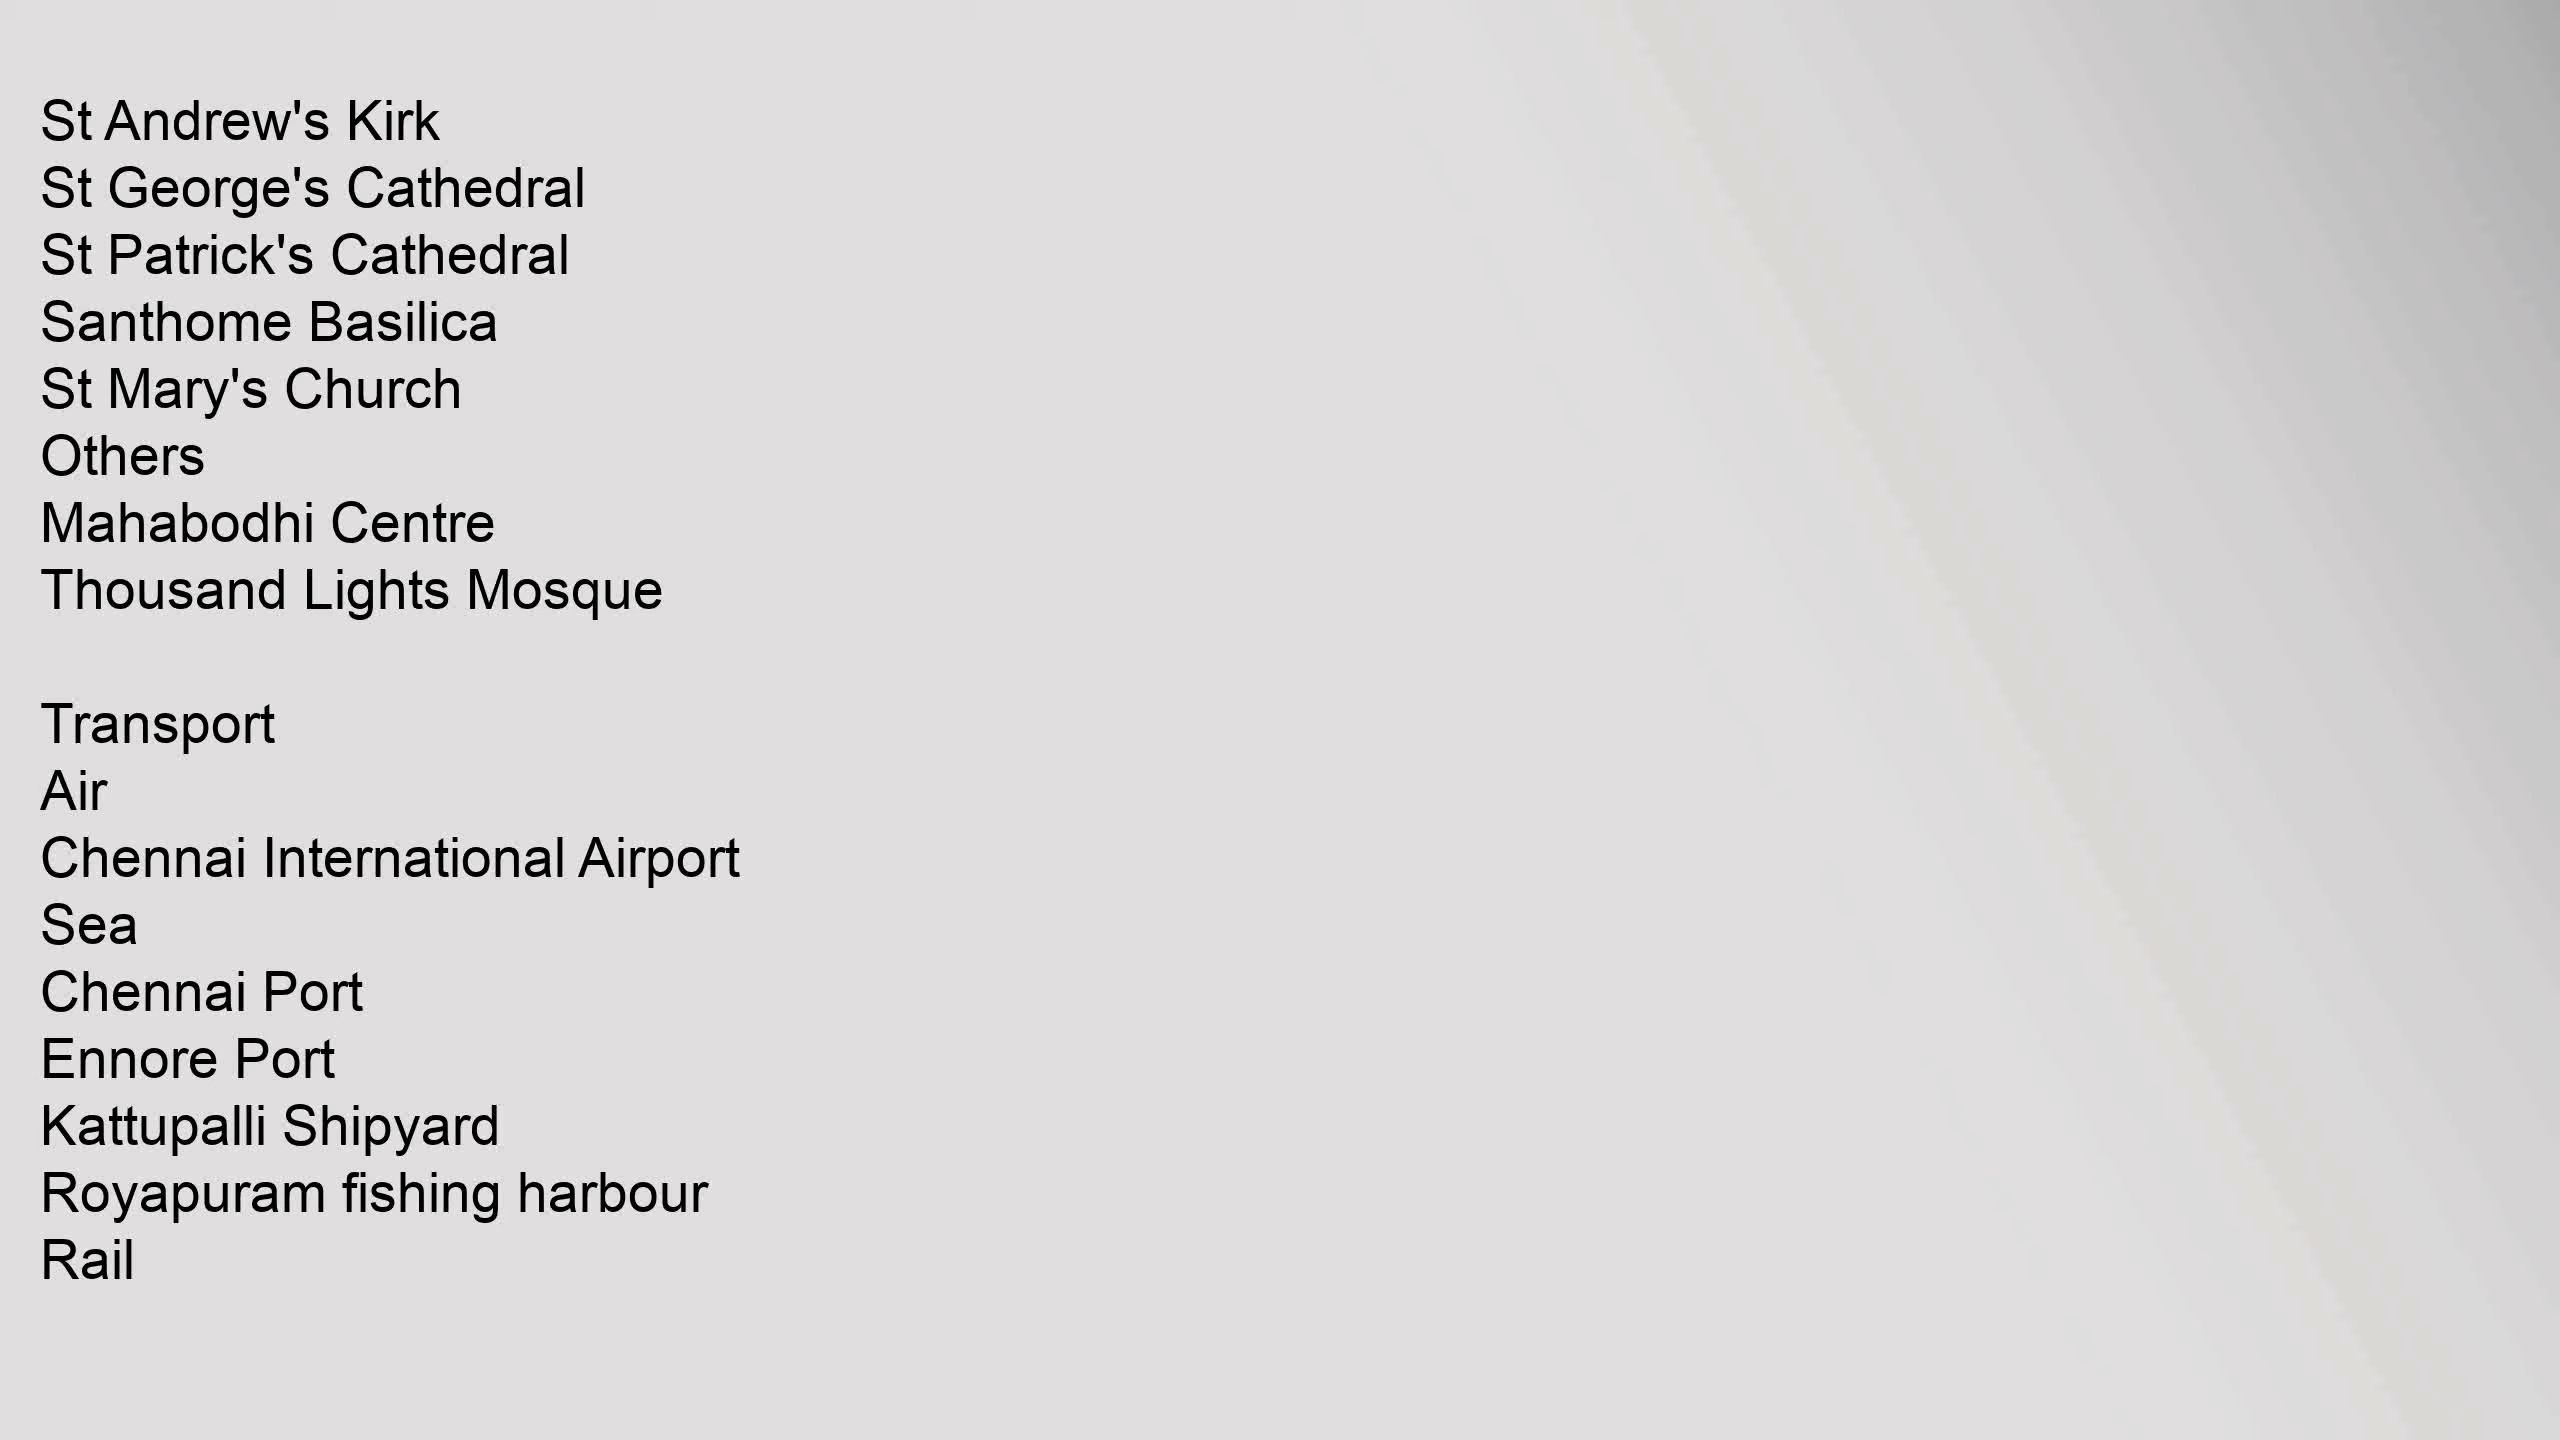 St Andrew's Kirk
St George's Cathedral
St Patrick's Cathedral
Santhome Basilica
St Mary's Church
Others
Mahabodhi Centre
Thousand Lights Mosque
Transport
Air
Chennai International Airport
Sea
Chennai Port
Ennore Port
Kattupalli Shipyard
Royapuram fishing harbour
Rail